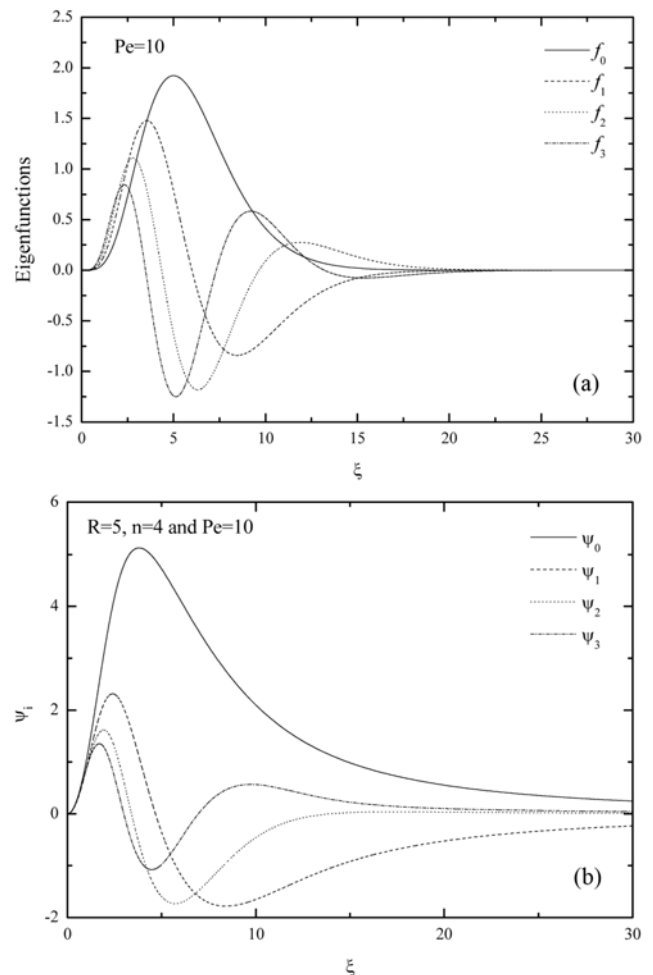 2.5
Pe=10
f₀
2.0
f₁
1.5
f₂
f₃
1.0
0.5
0.0
-0.5
-1.0
-1.5
Eigenfunctions
(a)
0 5 10 15 20 25 30
ξ
6
R=5, n=4 and Pe=10
ψ₀
ψ₁
4
ψ₂
ψ₃
2
ψᵢ
0
-2
(b)
0 10 20 30
ξ